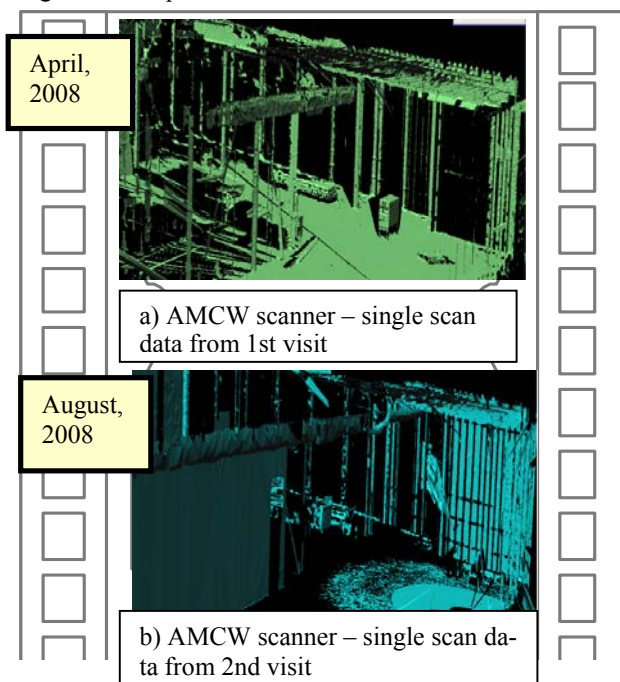 April,
2008
a) AMCW scanner – single scan
data from 1st visit
August,
2008
b) AMCW scanner – single scan da-
ta from 2nd visit